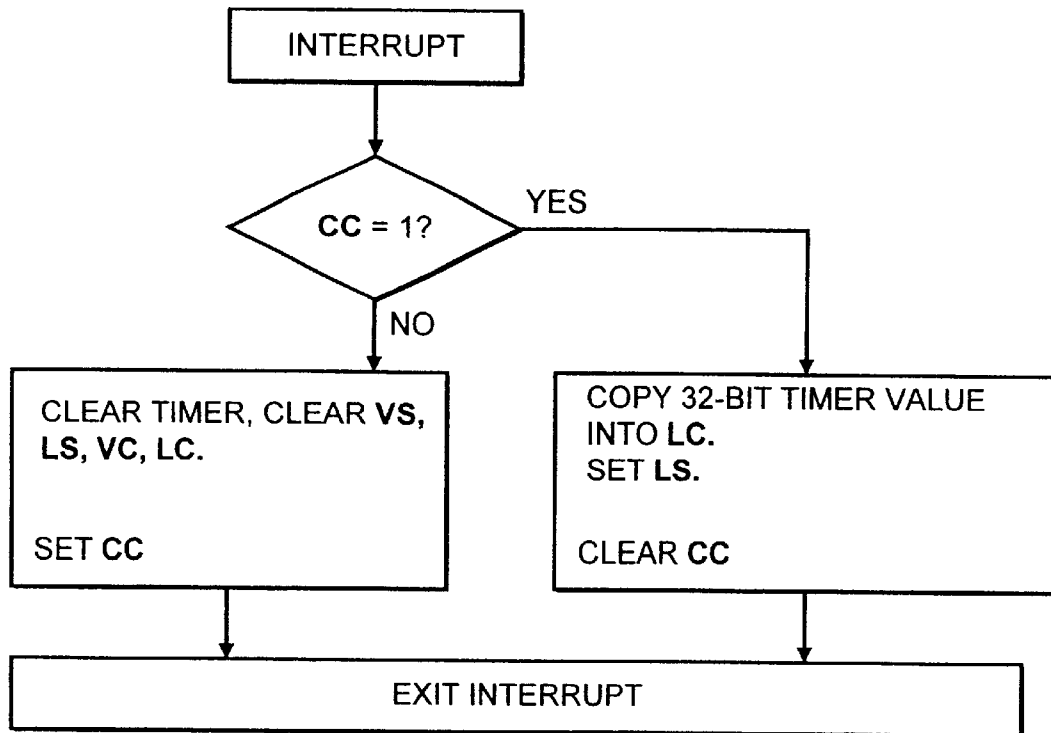 INTERRUPT
CC = 1?
YES
NO
CLEAR TIMER, CLEAR VS,
LS, VC, LC.
SET CC
COPY 32-BIT TIMER VALUE
INTO LC.
SET LS.
CLEAR CC
EXIT INTERRUPT